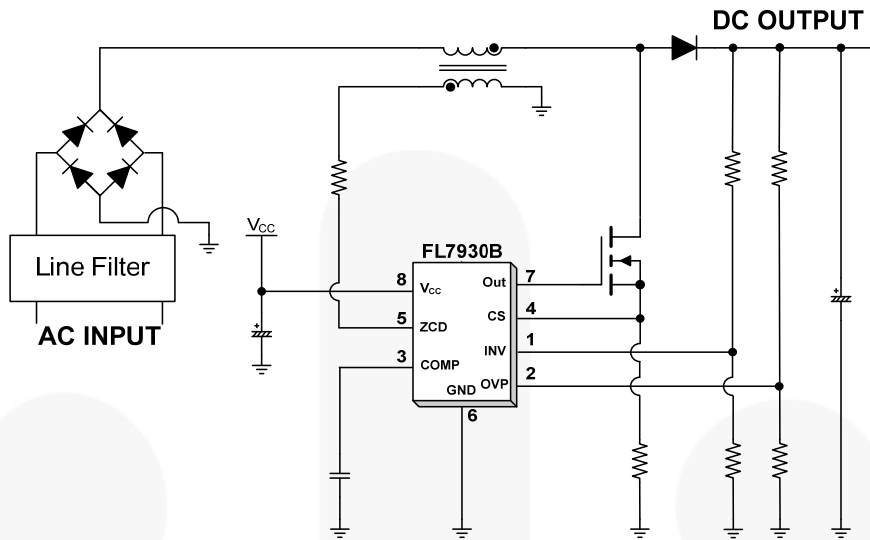 DC OUTPUT
VCC
Line Filter
AC INPUT
FL7930B
8
VCC
Out
7
5
ZCD
CS
4
3
COMP
INV
1
GND
OVP
2
6